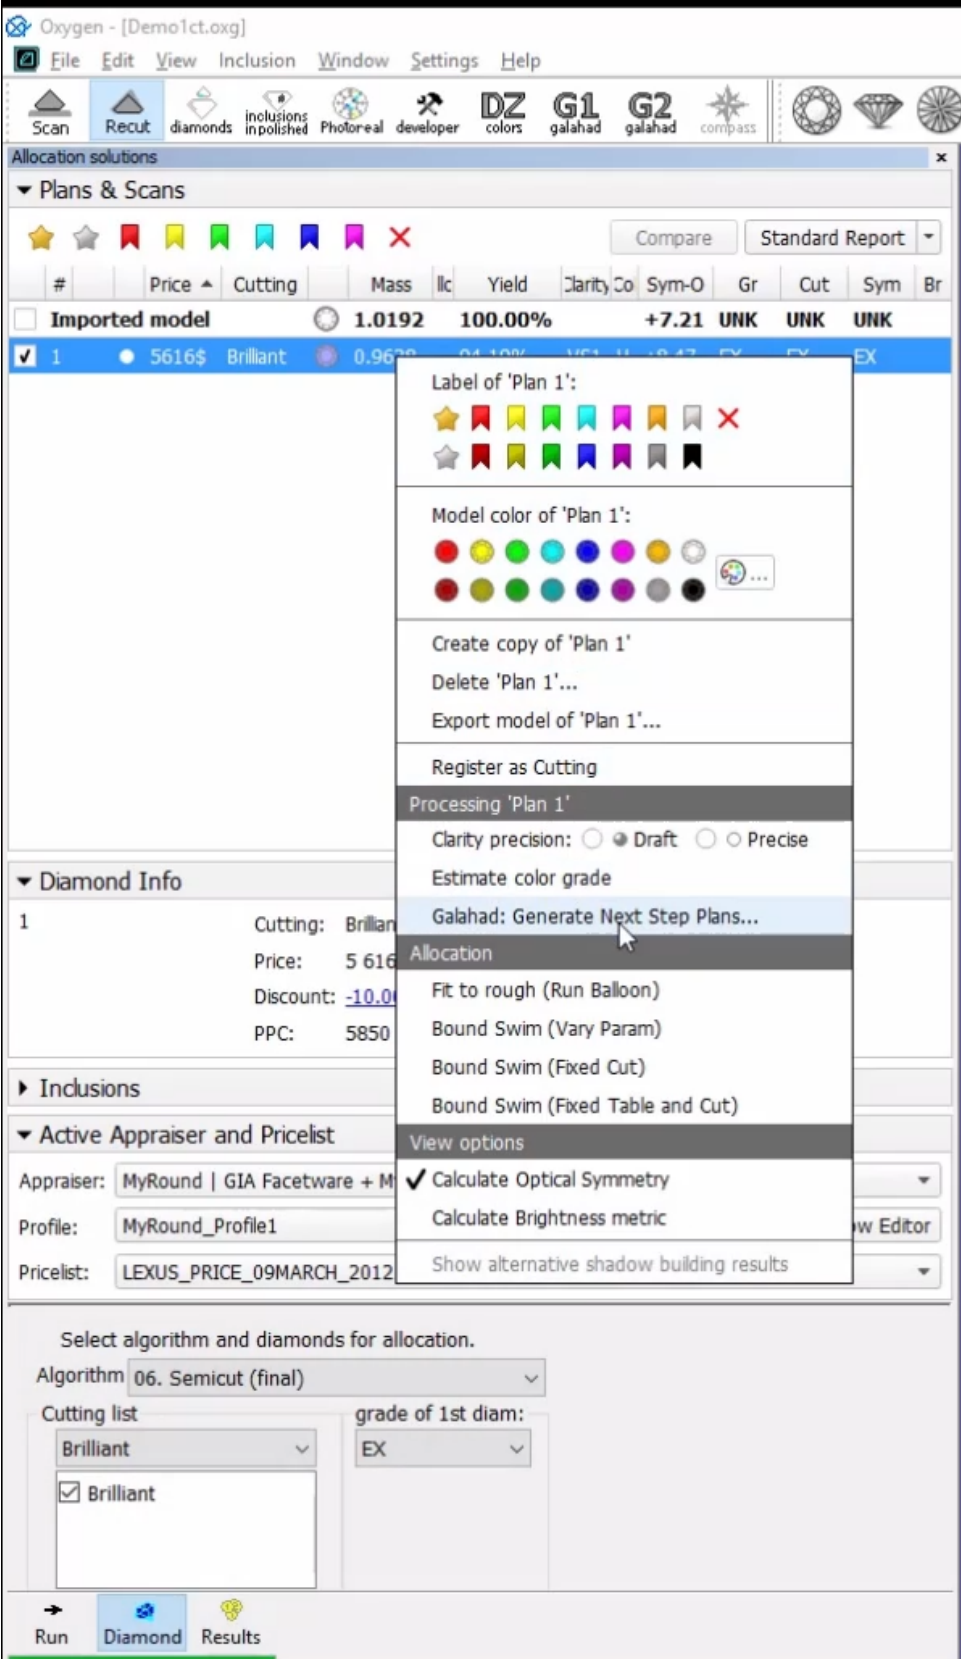 Oxygen - [Demo1ct.oxg]
File Edit View Inclusion Window Settings Help
Scan Recut diamonds inclusions in polished Photoreal developer DZ colors G1 galahad G2 galahad compass
Allocation solutions
Plans & Scans
Compare Standard Report
# Price Cutting Mass Yield Clarity Co Sym-O Gr Cut Sym Br
Imported model 1.0192 100.00% +7.21 UNK UNK UNK
1 5616$ Brilliant EX
Label of 'Plan 1':
Model color of 'Plan 1':
...
Create copy of 'Plan 1'
Delete 'Plan 1'...
Export model of 'Plan 1'...
Register as Cutting
Processing 'Plan 1'
Clarity precision: Draft Precise
Estimate color grade
Galahad: Generate Next Step Plans...
Allocation
Fit to rough (Run Balloon)
Bound Swim (Vary Param)
Bound Swim (Fixed Cut)
Bound Swim (Fixed Table and Cut)
View options
Calculate Optical Symmetry
Calculate Brightness metric
Show alternative shadow building results
Diamond Info
1
Cutting: Brillian
Price: 5 616
Discount: -10.0
PPC: 5850
Inclusions
Active Appraiser and Pricelist
Appraiser: MyRound | GIA Facetware + M
Profile: MyRound_Profile1 w Editor
Pricelist: LEXUS_PRICE_09MARCH_2012
Select algorithm and diamonds for allocation.
Algorithm 06. Semicut (final)
Cutting list grade of 1st diam:
Brilliant EX
Brilliant
Run Diamond Results